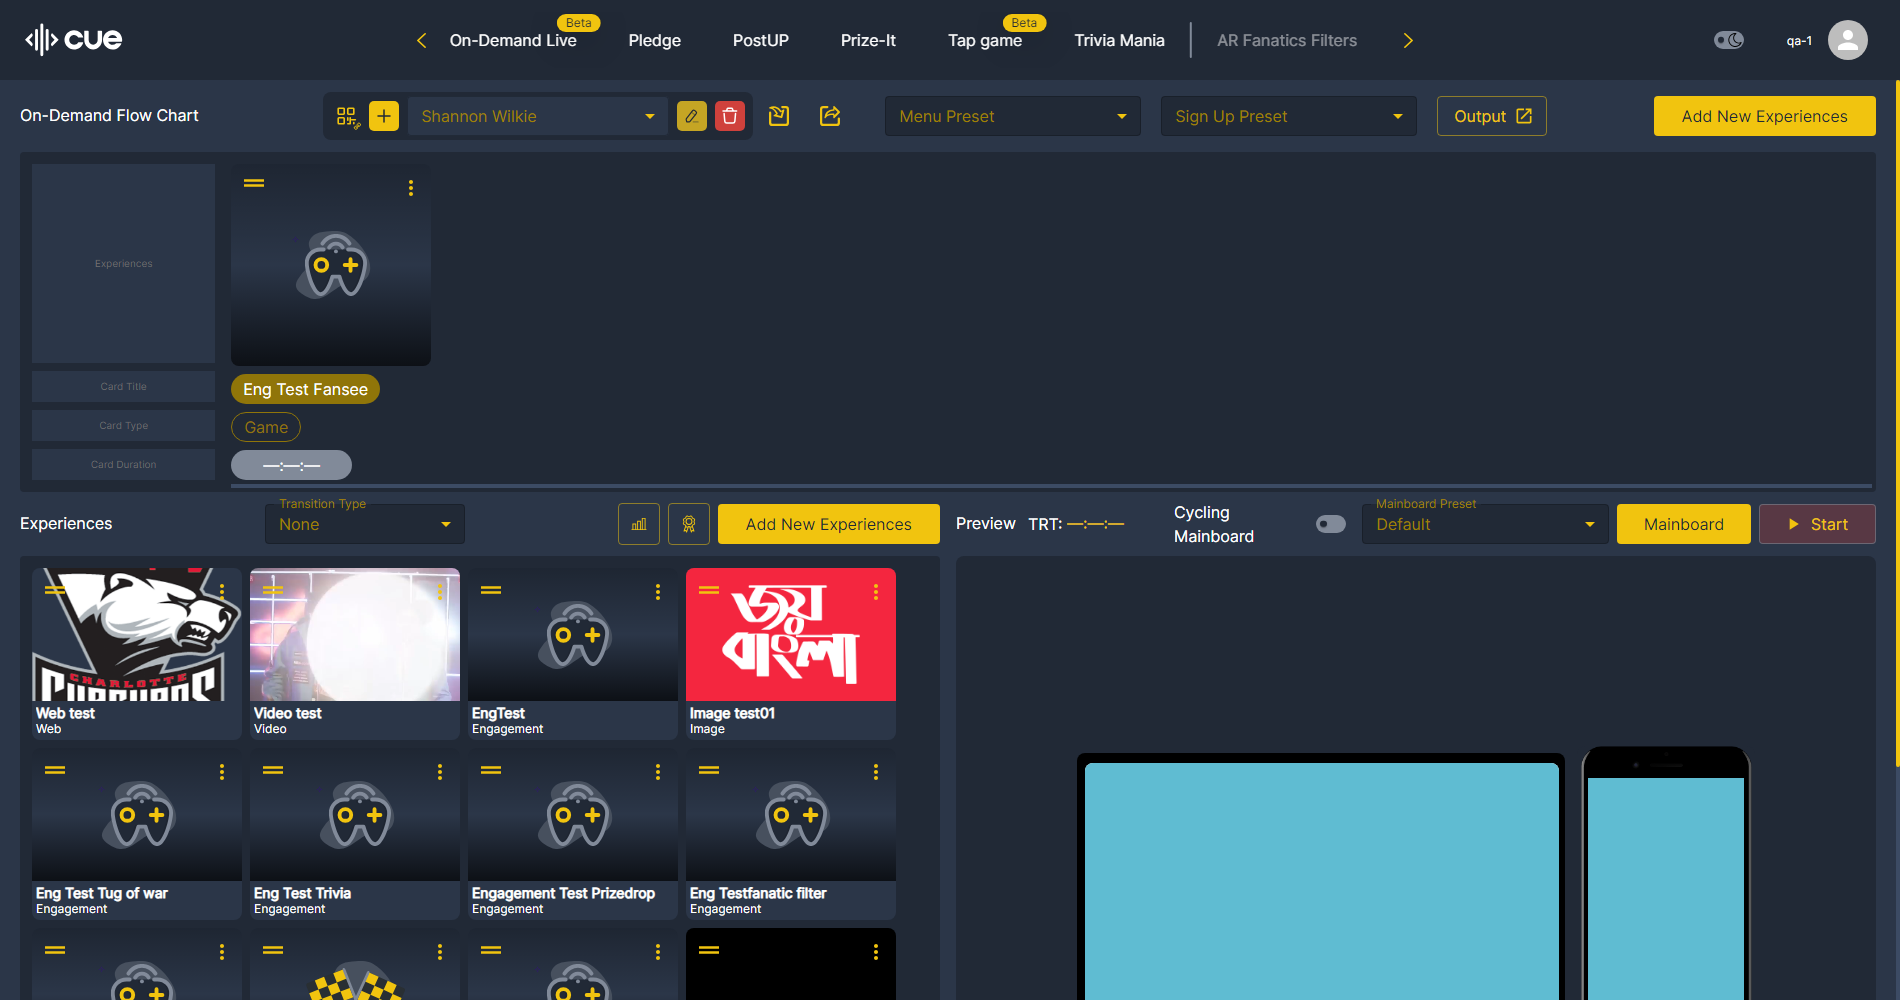 cue
On-Demand Live
Beta
Pledge
PostUP
Prize-It
Tap game
Beta
Trivia Mania
AR Fanatics Filters
qa-1
On-Demand Flow Chart
Shannon Wilkie
Menu Preset
Sign Up Preset
Output
Add New Experiences
Experiences
Card Title
Eng Test Fansee
Card Type
Game
Card Duration
—:—:—
Experiences
Transition Type
None
Add New Experiences
Preview
TRT: —:—:—
Cycling
Mainboard
Mainboard Preset
Default
Mainboard
Start
CHARLOTTE
জয়
বাংলা
Web test
Web
Video test
Video
EngTest
Engagement
Image test01
Image
Eng Test Tug of war
Engagement
Eng Test Trivia
Engagement
Engagement Test Prizedrop
Engagement
Eng Testfanatic filter
Engagement